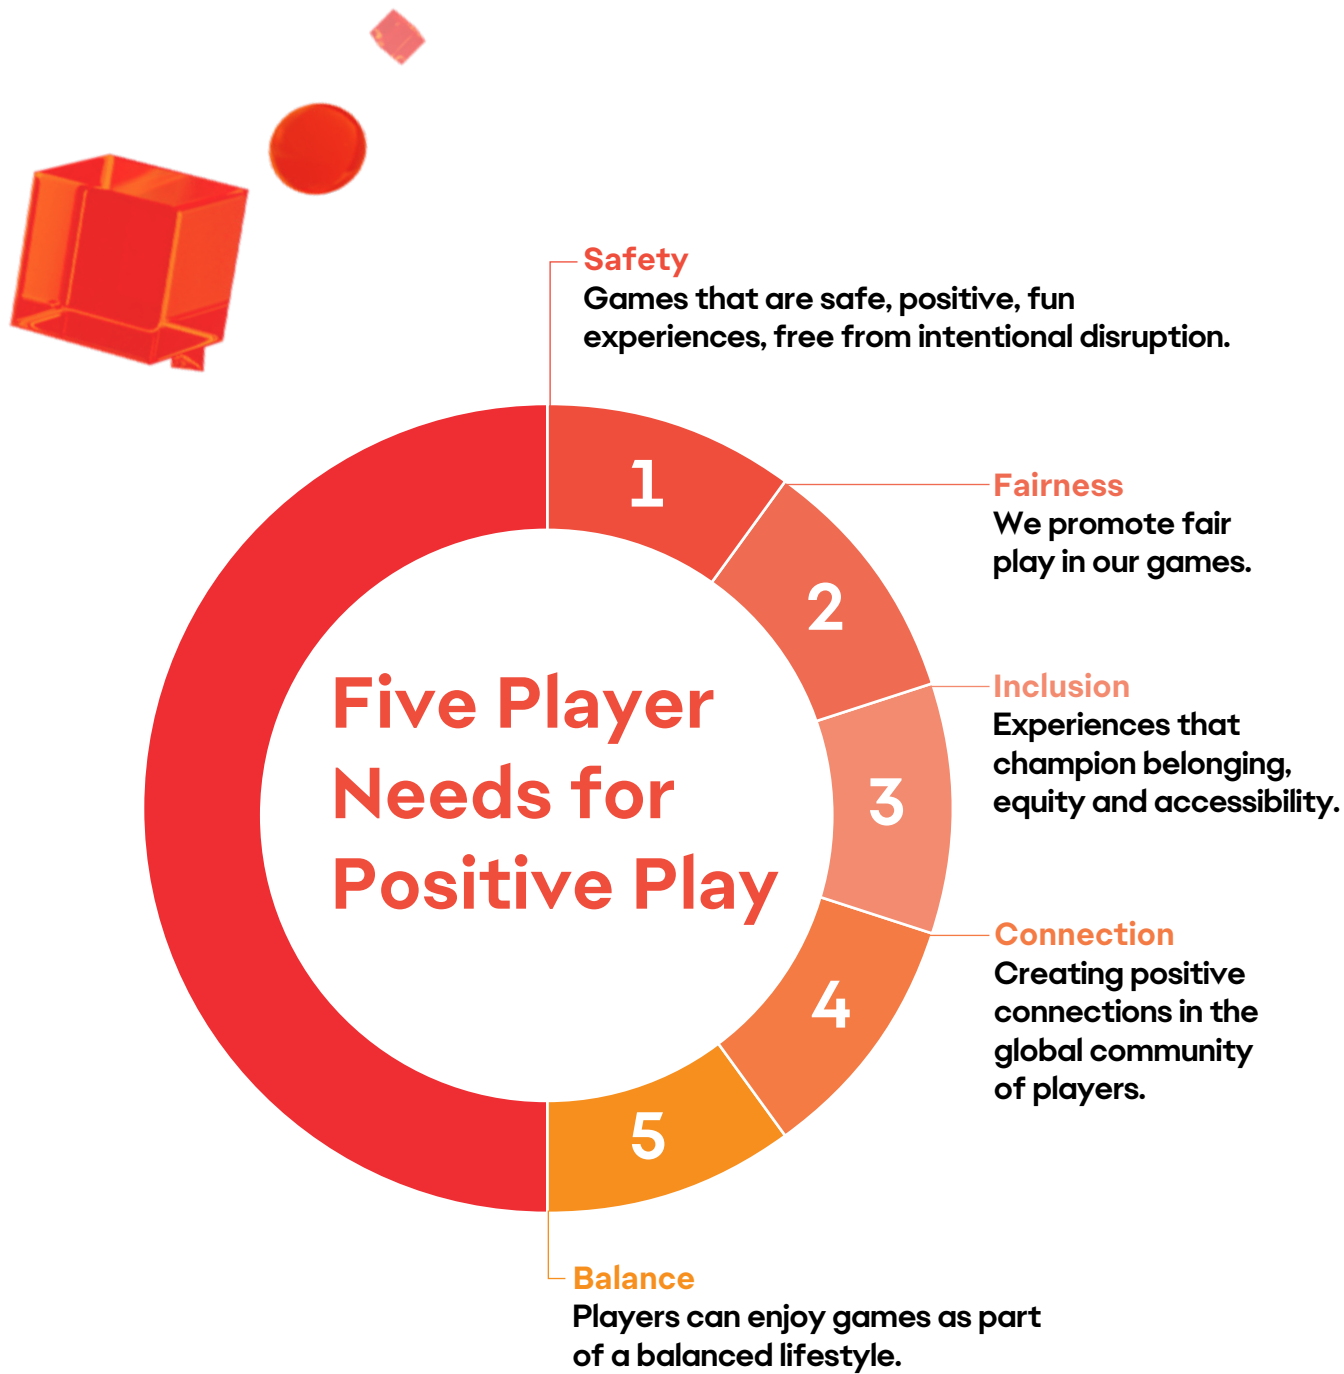 Safety
Games that are safe, positive, fun
experiences, free from intentional disruption.
1
Fairness
We promote fair
play in our games.
2
Inclusion
Experiences that
champion belonging,
equity and accessibility.
3
Five Player
Needs for
Positive Play
Connection
Creating positive
connections in the
global community
of players.
4
5
Balance
Players can enjoy games as part
of a balanced lifestyle.